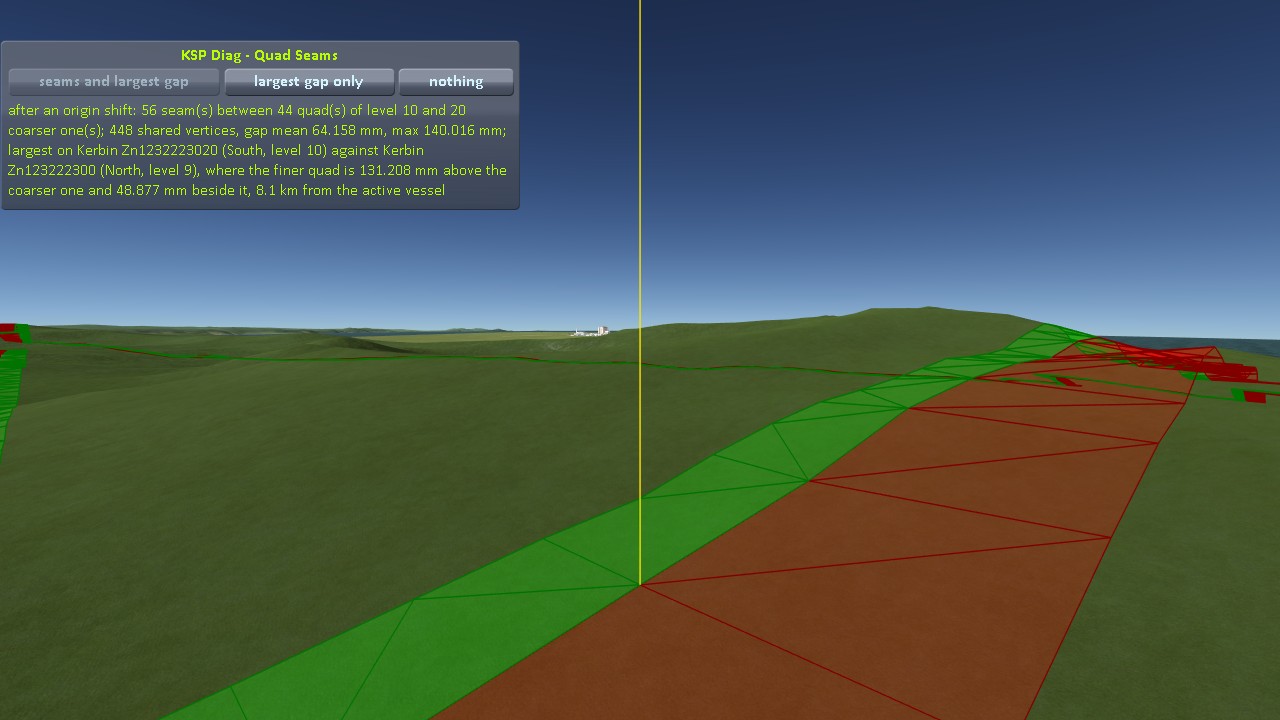 KSP Diag - Quad Seams
seams and largest gap largest gap only nothing
after an origin shift: 56 seam(s) between 44 quad(s) of level 10 and 20
coarser one(s); 448 shared vertices, gap mean 64.158 mm, max 140.016 mm;
largest on Kerbin Zn1232223020 (South, level 10) against Kerbin
Zn123222300 (North, level 9), where the finer quad is 131.208 mm above the
coarser one and 48.877 mm beside it, 8.1 km from the active vessel